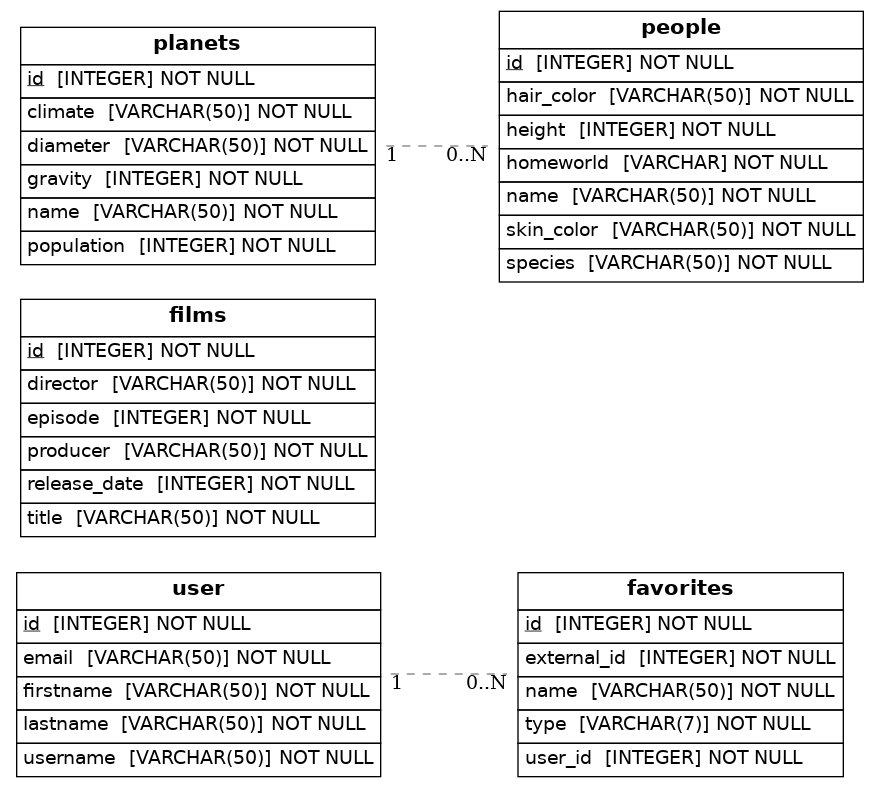 planets
id [INTEGER] NOT NULL
climate [VARCHAR(50)] NOT NULL
diameter [VARCHAR(50)] NOT NULL
gravity [INTEGER] NOT NULL
name [VARCHAR(50)] NOT NULL
population [INTEGER] NOT NULL
1 0..N
people
id [INTEGER] NOT NULL
hair_color [VARCHAR(50)] NOT NULL
height [INTEGER] NOT NULL
homeworld [VARCHAR] NOT NULL
name [VARCHAR(50)] NOT NULL
skin_color [VARCHAR(50)] NOT NULL
species [VARCHAR(50)] NOT NULL
films
id [INTEGER] NOT NULL
director [VARCHAR(50)] NOT NULL
episode [INTEGER] NOT NULL
producer [VARCHAR(50)] NOT NULL
release_date [INTEGER] NOT NULL
title [VARCHAR(50)] NOT NULL
user
id [INTEGER] NOT NULL
email [VARCHAR(50)] NOT NULL
firstname [VARCHAR(50)] NOT NULL
lastname [VARCHAR(50)] NOT NULL
username [VARCHAR(50)] NOT NULL
1 0..N
favorites
id [INTEGER] NOT NULL
external_id [INTEGER] NOT NULL
name [VARCHAR(50)] NOT NULL
type [VARCHAR(7)] NOT NULL
user_id [INTEGER] NOT NULL